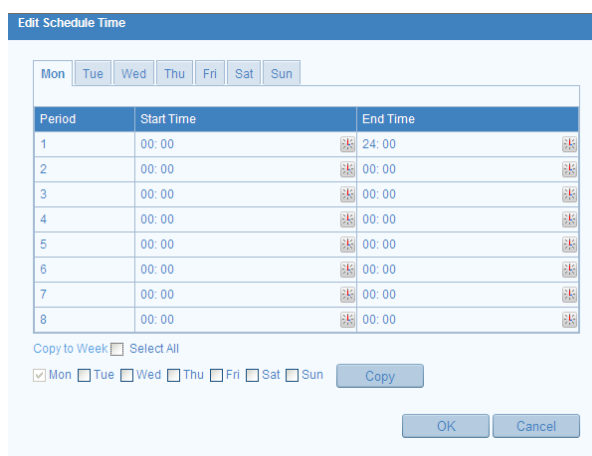 Edit Schedule Time
Mon Tue Wed Thu Fri Sat Sun
Period Start Time End Time
1 00: 00 24: 00
2 00: 00 00: 00
3 00: 00 00: 00
4 00: 00 00: 00
5 00: 00 00: 00
6 00: 00 00: 00
7 00: 00 00: 00
8 00: 00 00: 00
Copy to Week Select All
Mon Tue Wed Thu Fri Sat Sun Copy
OK Cancel